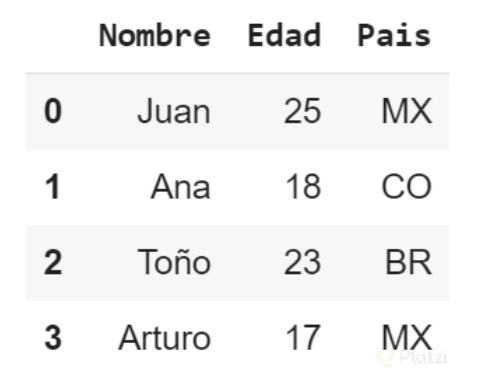 Nombre Edad Pais
0 Juan 25 MX
1 Ana 18 CO
2 Toño 23 BR
3 Arturo 17 MX
Platzi